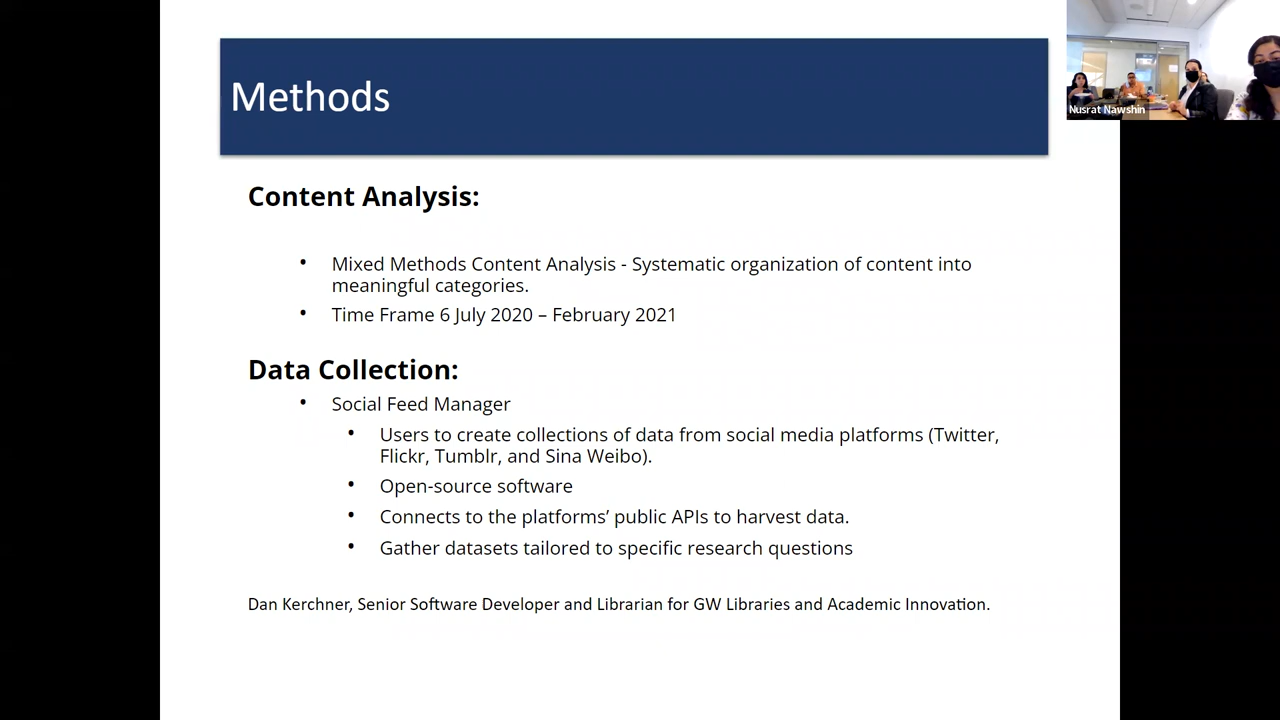 Methods
Nusrat Nawshin
Content Analysis:
• Mixed Methods Content Analysis - Systematic organization of content into
meaningful categories.
• Time Frame 6 July 2020 – February 2021
Data Collection:
• Social Feed Manager
• Users to create collections of data from social media platforms (Twitter,
Flickr, Tumblr, and Sina Weibo).
• Open-source software
• Connects to the platforms’ public APIs to harvest data.
• Gather datasets tailored to specific research questions
Dan Kerchner, Senior Software Developer and Librarian for GW Libraries and Academic Innovation.